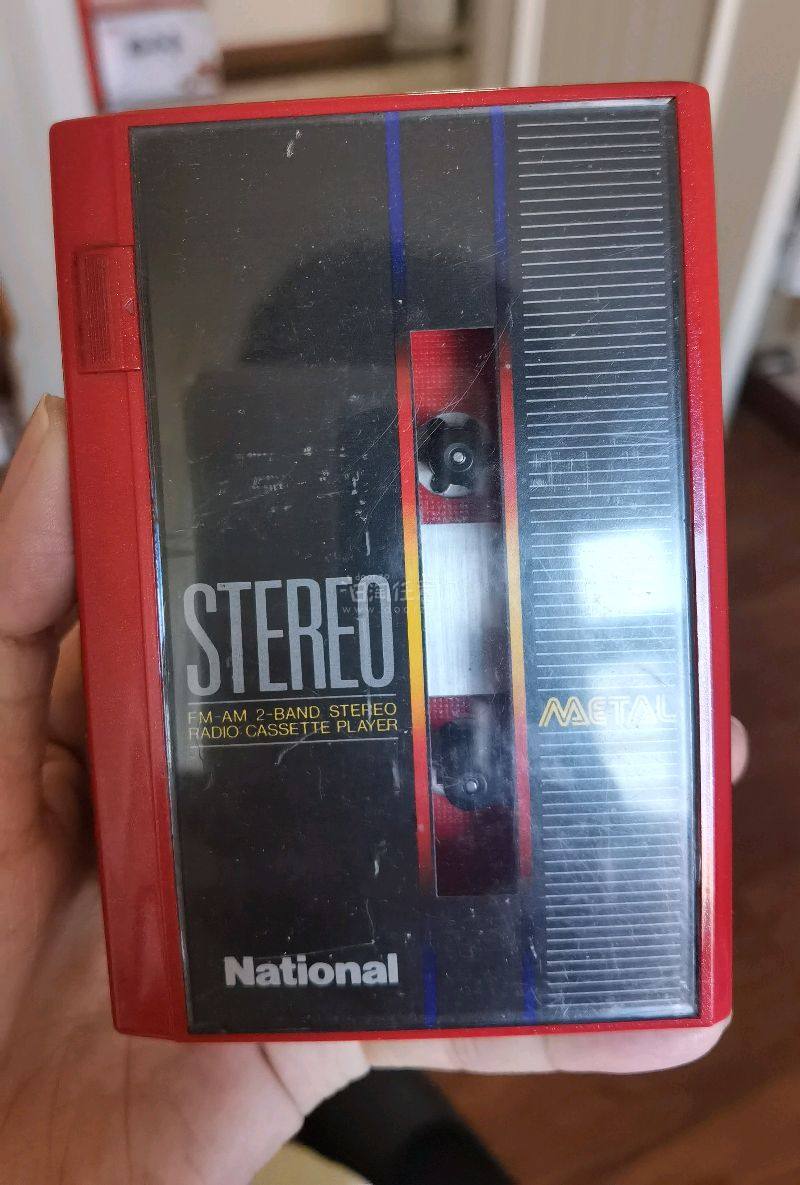 STEREO
FM-AM 2-BAND STEREO
RADIO CASSETTE PLAYER
METAL
National